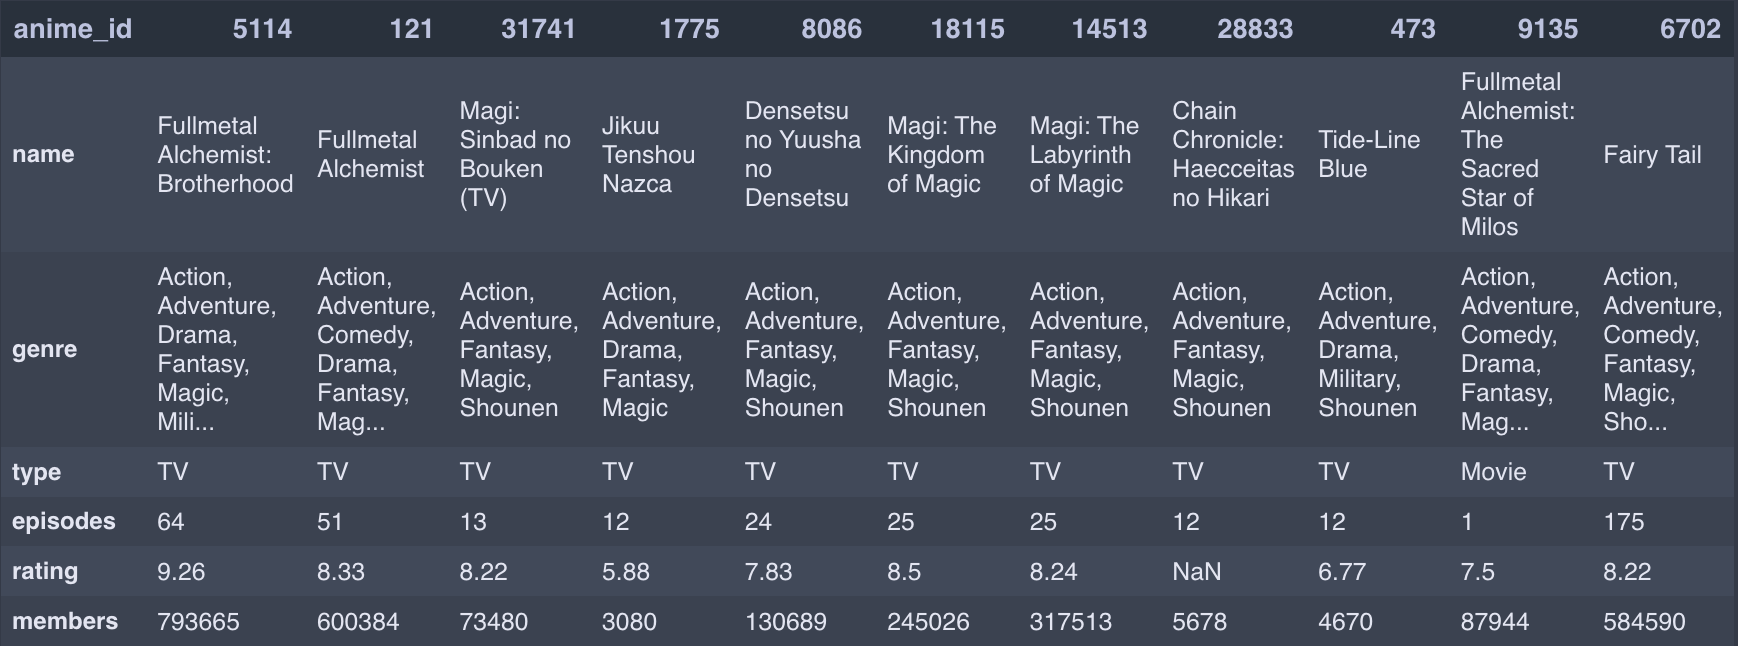 anime_id 5114 121 31741 1775 8086 18115 14513 28833 473 9135 6702
name
Fullmetal
Alchemist:
Brotherhood
Fullmetal
Alchemist
Magi:
Sinbad no
Bouken
(TV)
Jikuu
Tenshou
Nazca
Densetsu
no Yuusha
no
Densetsu
Magi: The
Kingdom
of Magic
Magi: The
Labyrinth
of Magic
Chain
Chronicle:
Haecceitas
no Hikari
Tide-Line
Blue
Fullmetal
Alchemist:
The
Sacred
Star of
Milos
Fairy Tail
genre
Action,
Adventure,
Drama,
Fantasy,
Magic,
Mili...
Action,
Adventure,
Comedy,
Drama,
Fantasy,
Mag...
Action,
Adventure,
Fantasy,
Magic,
Shounen
Action,
Adventure,
Drama,
Fantasy,
Magic
Action,
Adventure,
Fantasy,
Magic,
Shounen
Action,
Adventure,
Fantasy,
Magic,
Shounen
Action,
Adventure,
Fantasy,
Magic,
Shounen
Action,
Adventure,
Fantasy,
Magic,
Shounen
Action,
Adventure,
Drama,
Military,
Shounen
Action,
Adventure,
Comedy,
Drama,
Fantasy,
Mag...
Action,
Adventure,
Comedy,
Fantasy,
Magic,
Sho...
type TV TV TV TV TV TV TV TV TV Movie TV
episodes 64 51 13 12 24 25 25 12 12 1 175
rating 9.26 8.33 8.22 5.88 7.83 8.5 8.24 NaN 6.77 7.5 8.22
members 793665 600384 73480 3080 130689 245026 317513 5678 4670 87944 584590